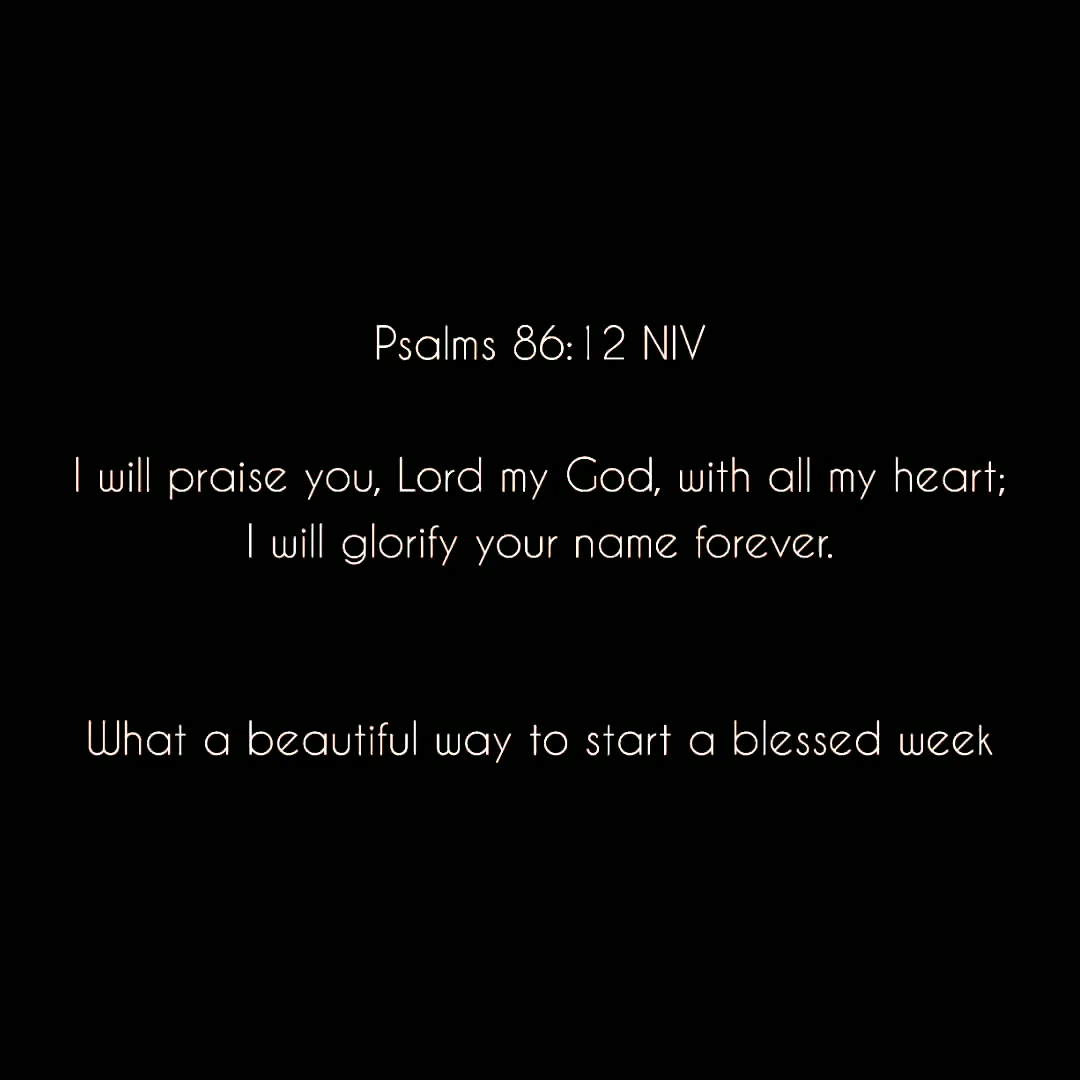 Psalms 86:12 NIV
I will praise you, Lord my God, with all my heart;
I will glorify your name forever.
What a beautiful way to start a blessed week